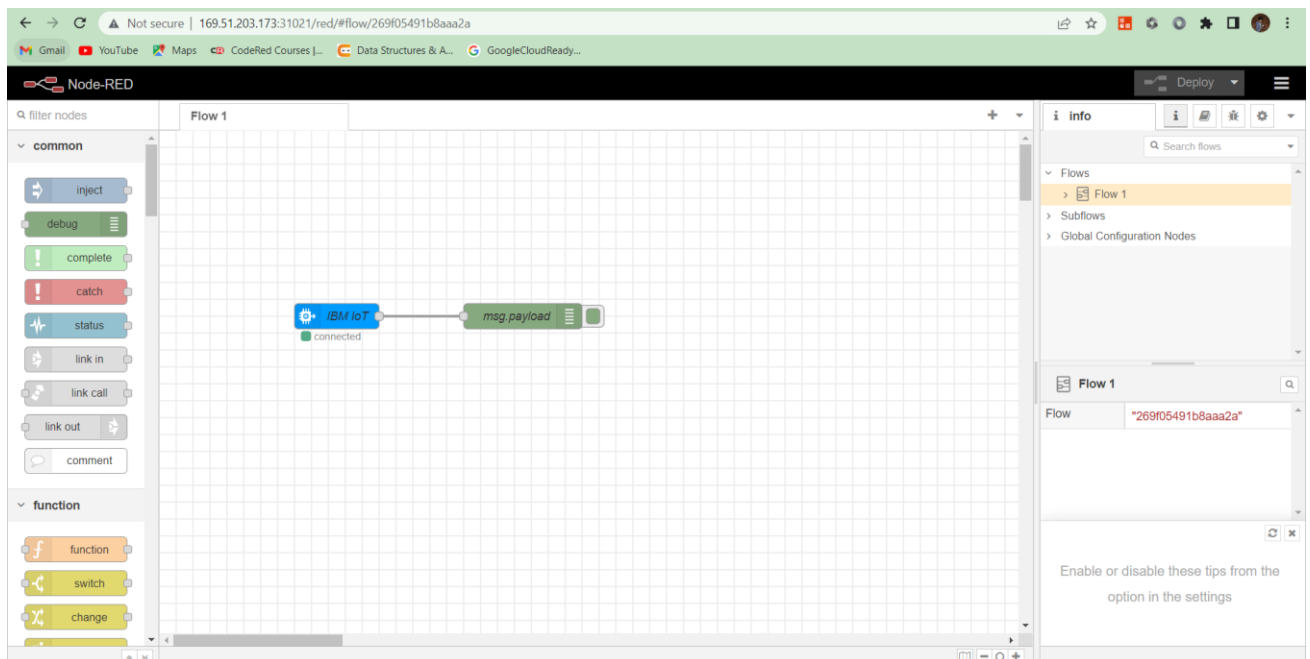 Not secure | 169.51.203.173:31021/red/#flow/269f05491b8aaa2a
Gmail YouTube Maps CodeRed Courses |... Data Structures & A... GoogleCloudReady...
Node-RED Deploy
filter nodes Flow 1 i info
Search flows
common
Flows
inject
Flow 1
debug
Subflows
complete
Global Configuration Nodes
catch
status
IBM IoT msg.payload
connected
link in
link call
Flow 1
link out
Flow "269f05491b8aaa2a"
comment
function
function
switch
change
Enable or disable these tips from the
option in the settings